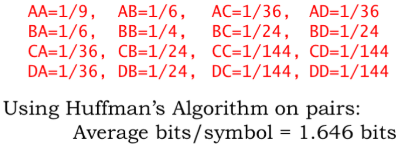 AA=1/9, AB=1/6, AC=1/36, AD=1/36
BA=1/6, BB=1/4, BC=1/24, BD=1/24
CA=1/36, CB=1/24, CC=1/144, CD=1/144
DA=1/36, DB=1/24, DC=1/144, DD=1/144
Using Huffman’s Algorithm on pairs:
Average bits/symbol = 1.646 bits